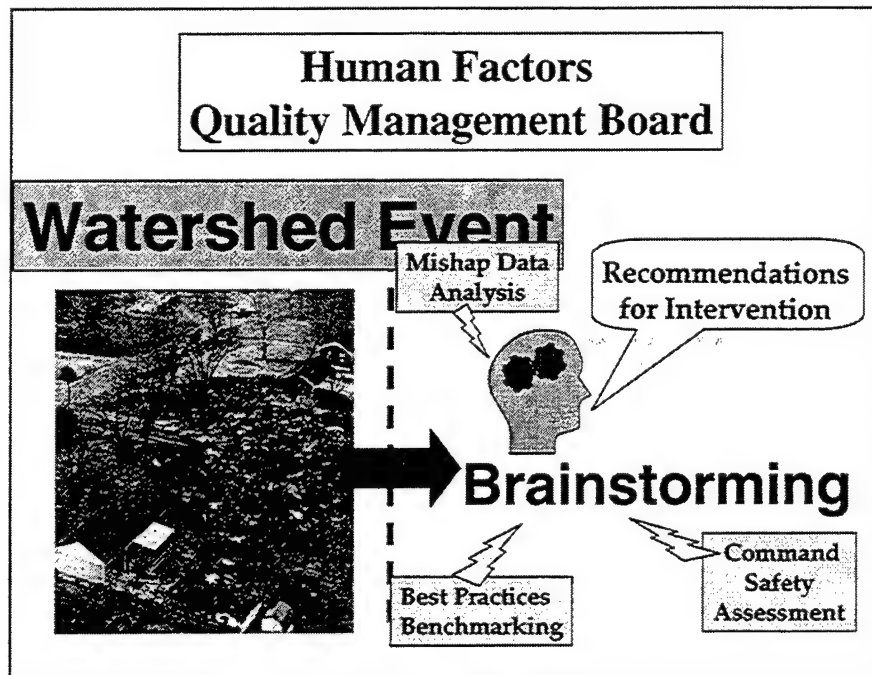 Human Factors
Quality Management Board
Watershed Event
Mishap Data
Analysis
Recommendations
for Intervention
Brainstorming
Best Practices
Benchmarking
Command
Safety
Assessment